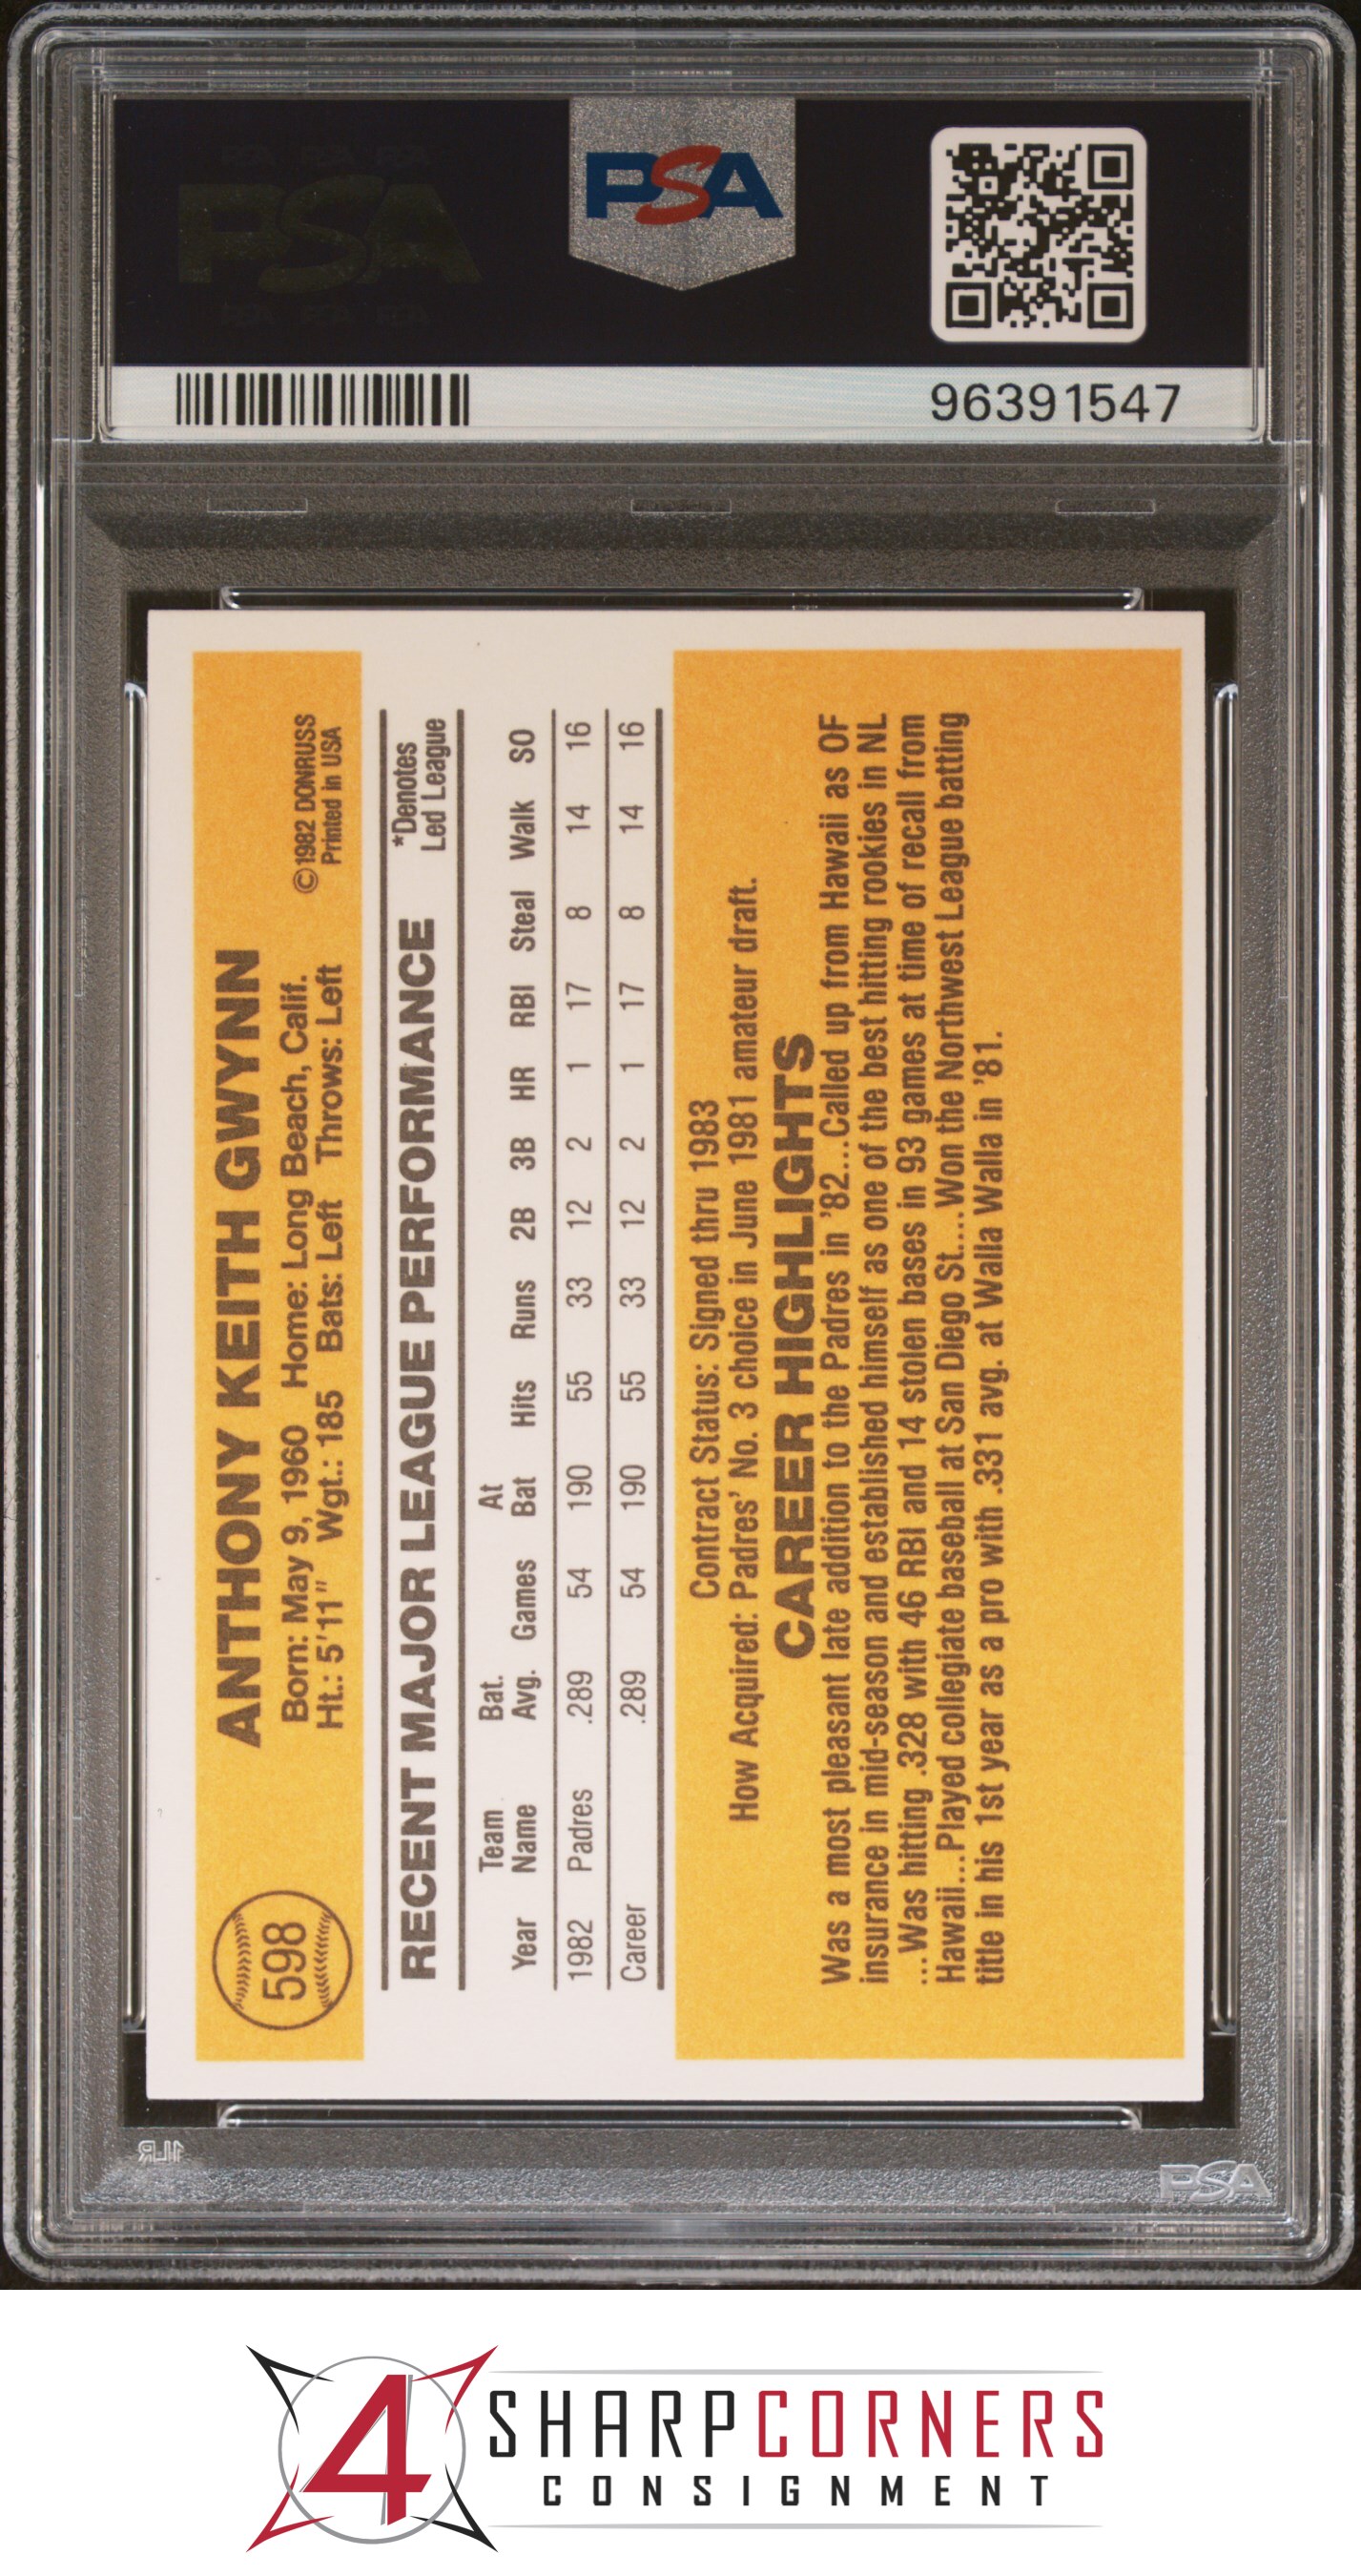 PSA PSA PSA
PSA
PSA PSA PSA
PSA
96391547
598
ANTHONY KEITH GWYNN
Born: May 9, 1960 Home: Long Beach, Calif.
Ht.: 5'11" Wgt.: 185 Bats: Left Throws: Left
©1982 DONRUSS
Printed in USA
RECENT MAJOR LEAGUE PERFORMANCE
*Denotes
Led League
Team Bat. At
Year Name Avg. Games Bat Hits Runs 2B 3B HR RBI Steal Walk SO
1982 Padres .289 54 190 55 33 12 2 1 17 8 14 16
Career .289 54 190 55 33 12 2 1 17 8 14 16
Contract Status: Signed thru 1983
How Acquired: Padres' No. 3 choice in June 1981 amateur draft.
CAREER HIGHLIGHTS
Was a most pleasant late addition to the Padres in '82...Called up from Hawaii as OF
insurance in mid-season and established himself as one of the best hitting rookies in NL
...Was hitting .328 with 46 RBI and 14 stolen bases in 93 games at time of recall from
Hawaii...Played collegiate baseball at San Diego St....Won the Northwest League batting
title in his 1st year as a pro with .331 avg. at Walla Walla in '81.
1LR
PSA
4
SHARPCORNERS
CONSIGNMENT